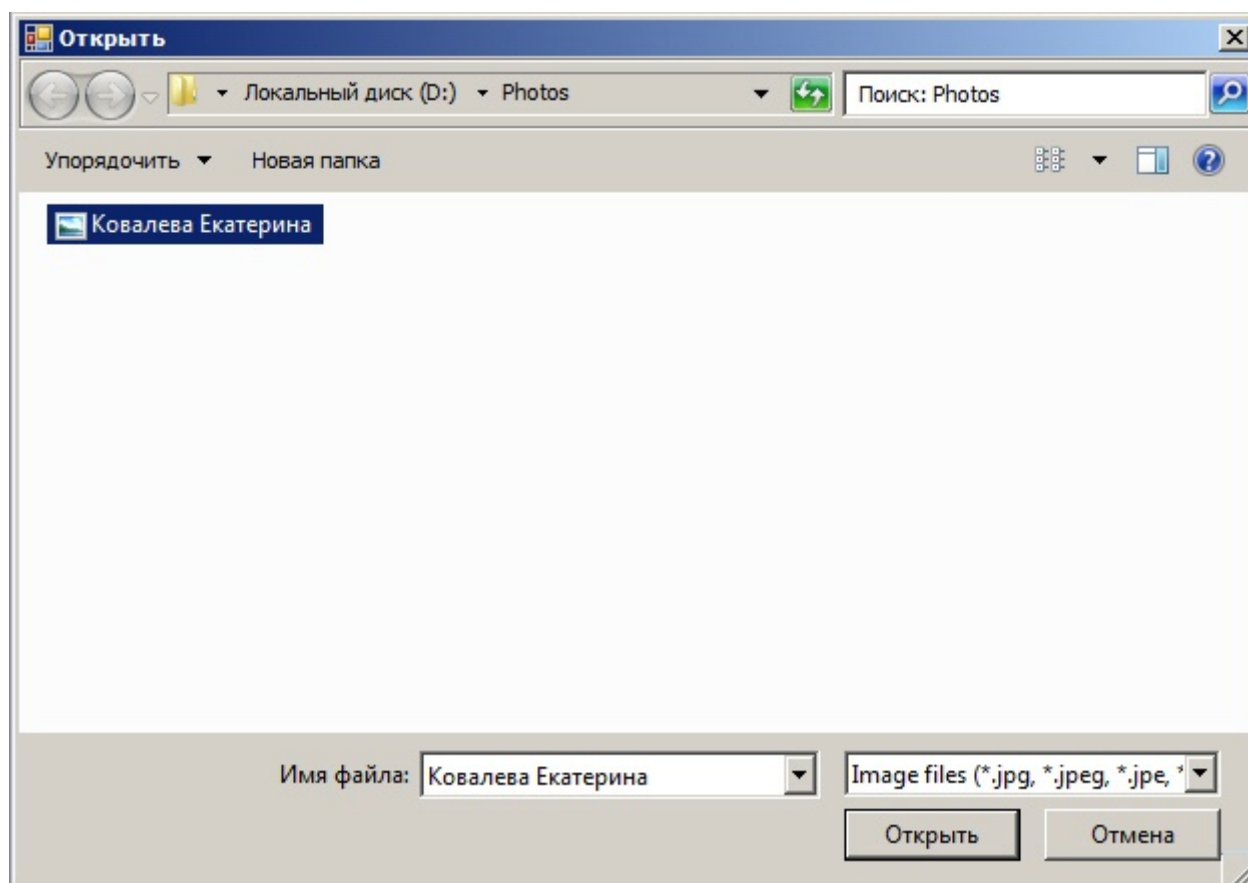 Открыть
Локальный диск (D:) Photos
Поиск: Photos
Упорядочить Новая папка
Ковалева Екатерина
Имя файла: Ковалева Екатерина
Image files (*.jpg, *.jpeg, *.jpe, *
Открыть Отмена